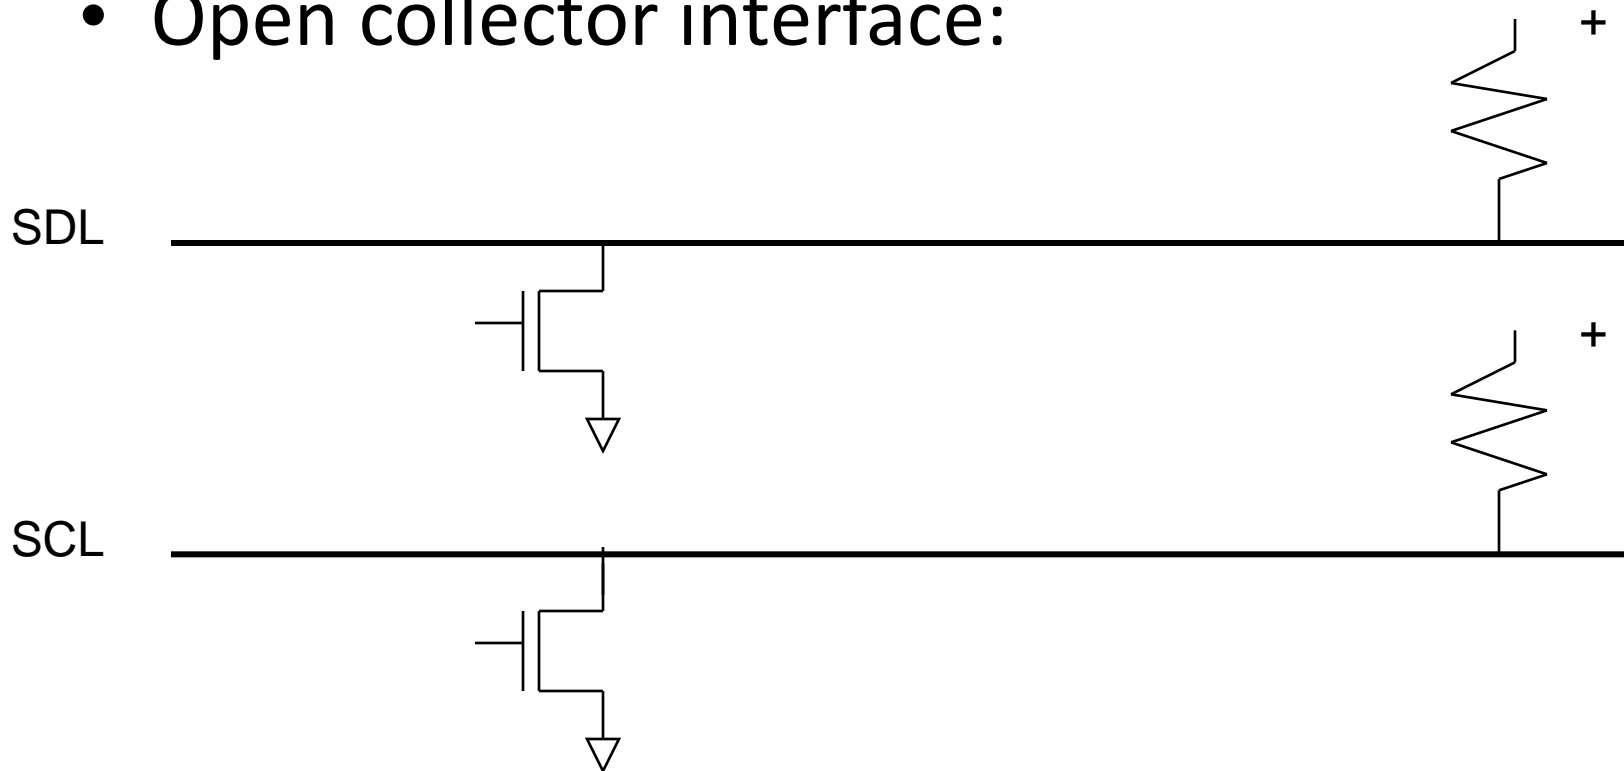 • Open collector interface:
+
SDL
+
SCL